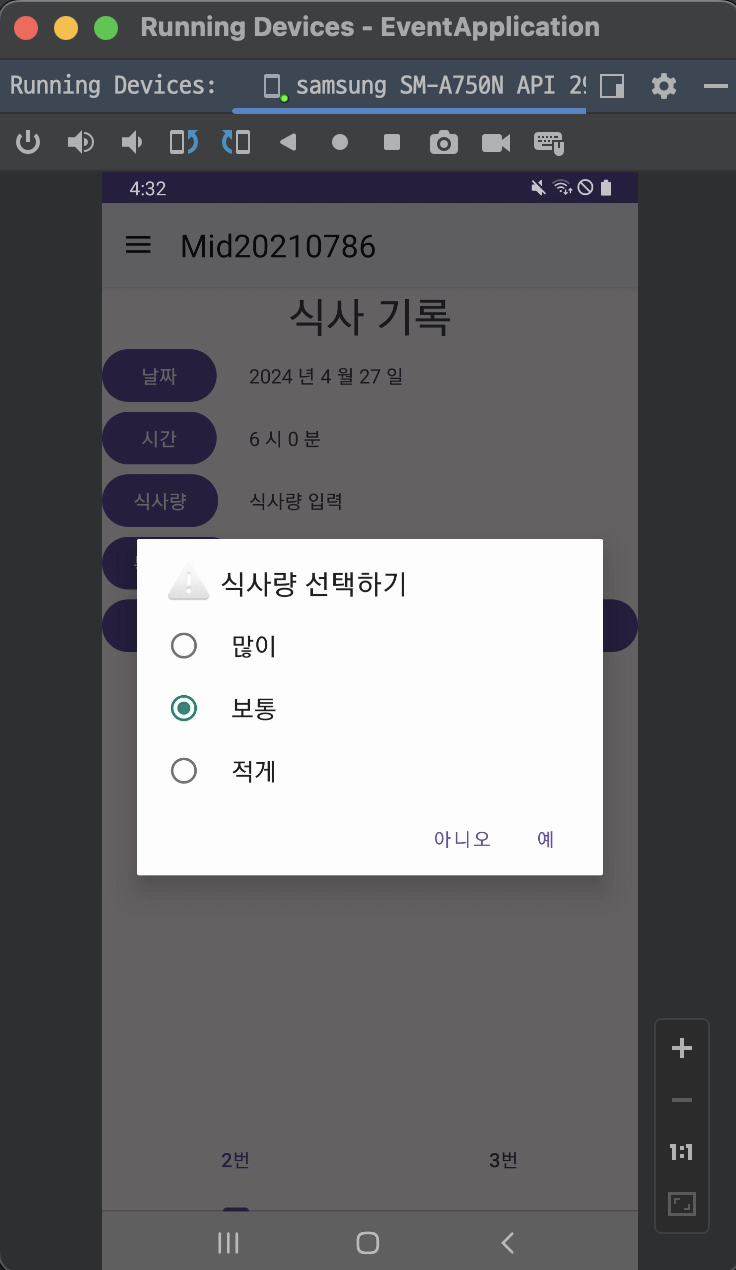 Running Devices - EventApplication
Running Devices: samsung SM-A750N API 29
4:32
Mid20210786
식사 기록
날짜 2024 년 4 월 27 일
시간 6 시 0 분
식사량 식사량 입력
식사량 선택하기
많이
보통
적게
아니오 예
1:1
2번 3번